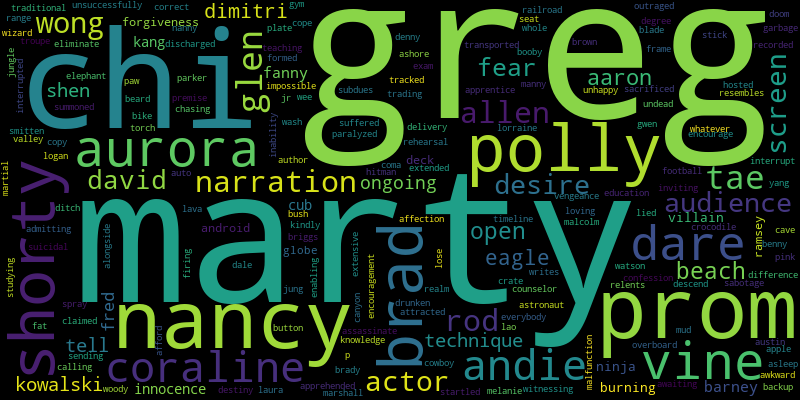 traditional unsuccessfully correct
range wong forgiveness dimitri gym cope
wizard troupe kang nanny plate
eliminate discharged
jungle elephant shen paw parker
interrupted summoned beard premise bike chasing torch
chi glen fanny formed teaching
impossible jr wee
greg
denny ashore exam tracked trading
railroad seat whole booby brown transported
fear aaron manny apprentice unhappy
outraged degree blade frame stick
doom garbage recorded
hosted resembles undead sacrificed
screen
smitten valley copy logan
aurora
inability wash suffered paralyzed delivery rehearsal
allen lorraine gwen
whatever encourage
author hitman coma deck extended
polly
football inviting interrupt yang
martial
shorty
david auto narration ongoing
desire vengeance education loving malcolm
tae audience
ditch admitting lava android
cub bush kindly briggs globe
affection timeline lied villain crocodile
ramsey cave benny pink
marty
brad
open eagle
dare
studying suicidal alongside firing dale
jung enabling extensive canyon encouragement lose
realm crate writes counselor astronaut
watson confession relents descend
beach difference sabotage
spray fat claimed fred
nancy
button afford knowledge p assassinate
drunken attracted rod everybody lao
technique
prom
overboard mud austin apple asleep
tell sending calling
coraline
brady cowboy
andie
malfunction ninja
vine
awkward
kowalski woody innocence destiny laura apprehended marshall
actor startled melanie witnessing
burning barney awaiting backup